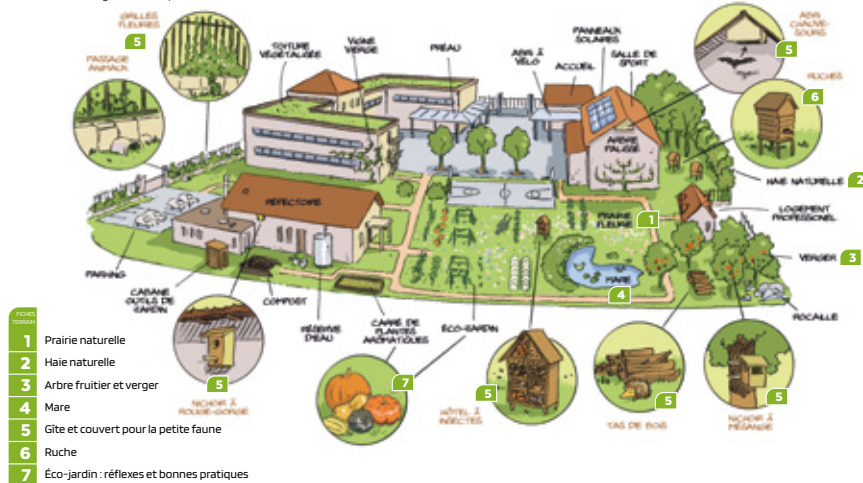 GRILLES
FLEURIES
5
PASSAGE
ANIMAUX
TOITURE
VÉGÉTALISÉE
VIGNE
VIERGE
PRÉAU
ABRI À
VÉLO
PANNEAUX
SOLAIRES
ACCUEIL
SALLE DE
SPORT
ABRI
CHAUVE-
SOURIS
5
RUCHES
6
ARBRE
PALISSÉ
HAIE NATURELLE 2
LOGEMENT
PROFESSIONEL
RÉFECTOIRE
PRAIRIE
FLEURIE
1
VERGER 3
MARE
4
PARKING
CABANE
OUTILS DE
JARDIN
COMPOST
RÉSERVE
D'EAU
CARRÉ DE
PLANTES
AROMATIQUES
ÉCO-JARDIN
ROCAILLE
5
NICHOIR À
ROUGE-GORGE
7
HÔTEL À
INSECTES
5
5
TAS DE BOIS
5
NICHOIR À
MÉSANGE
FICHES
TERRAIN
1 Prairie naturelle
2 Haie naturelle
3 Arbre fruitier et verger
4 Mare
5 Gîte et couvert pour la petite faune
6 Ruche
7 Éco-jardin : réflexes et bonnes pratiques